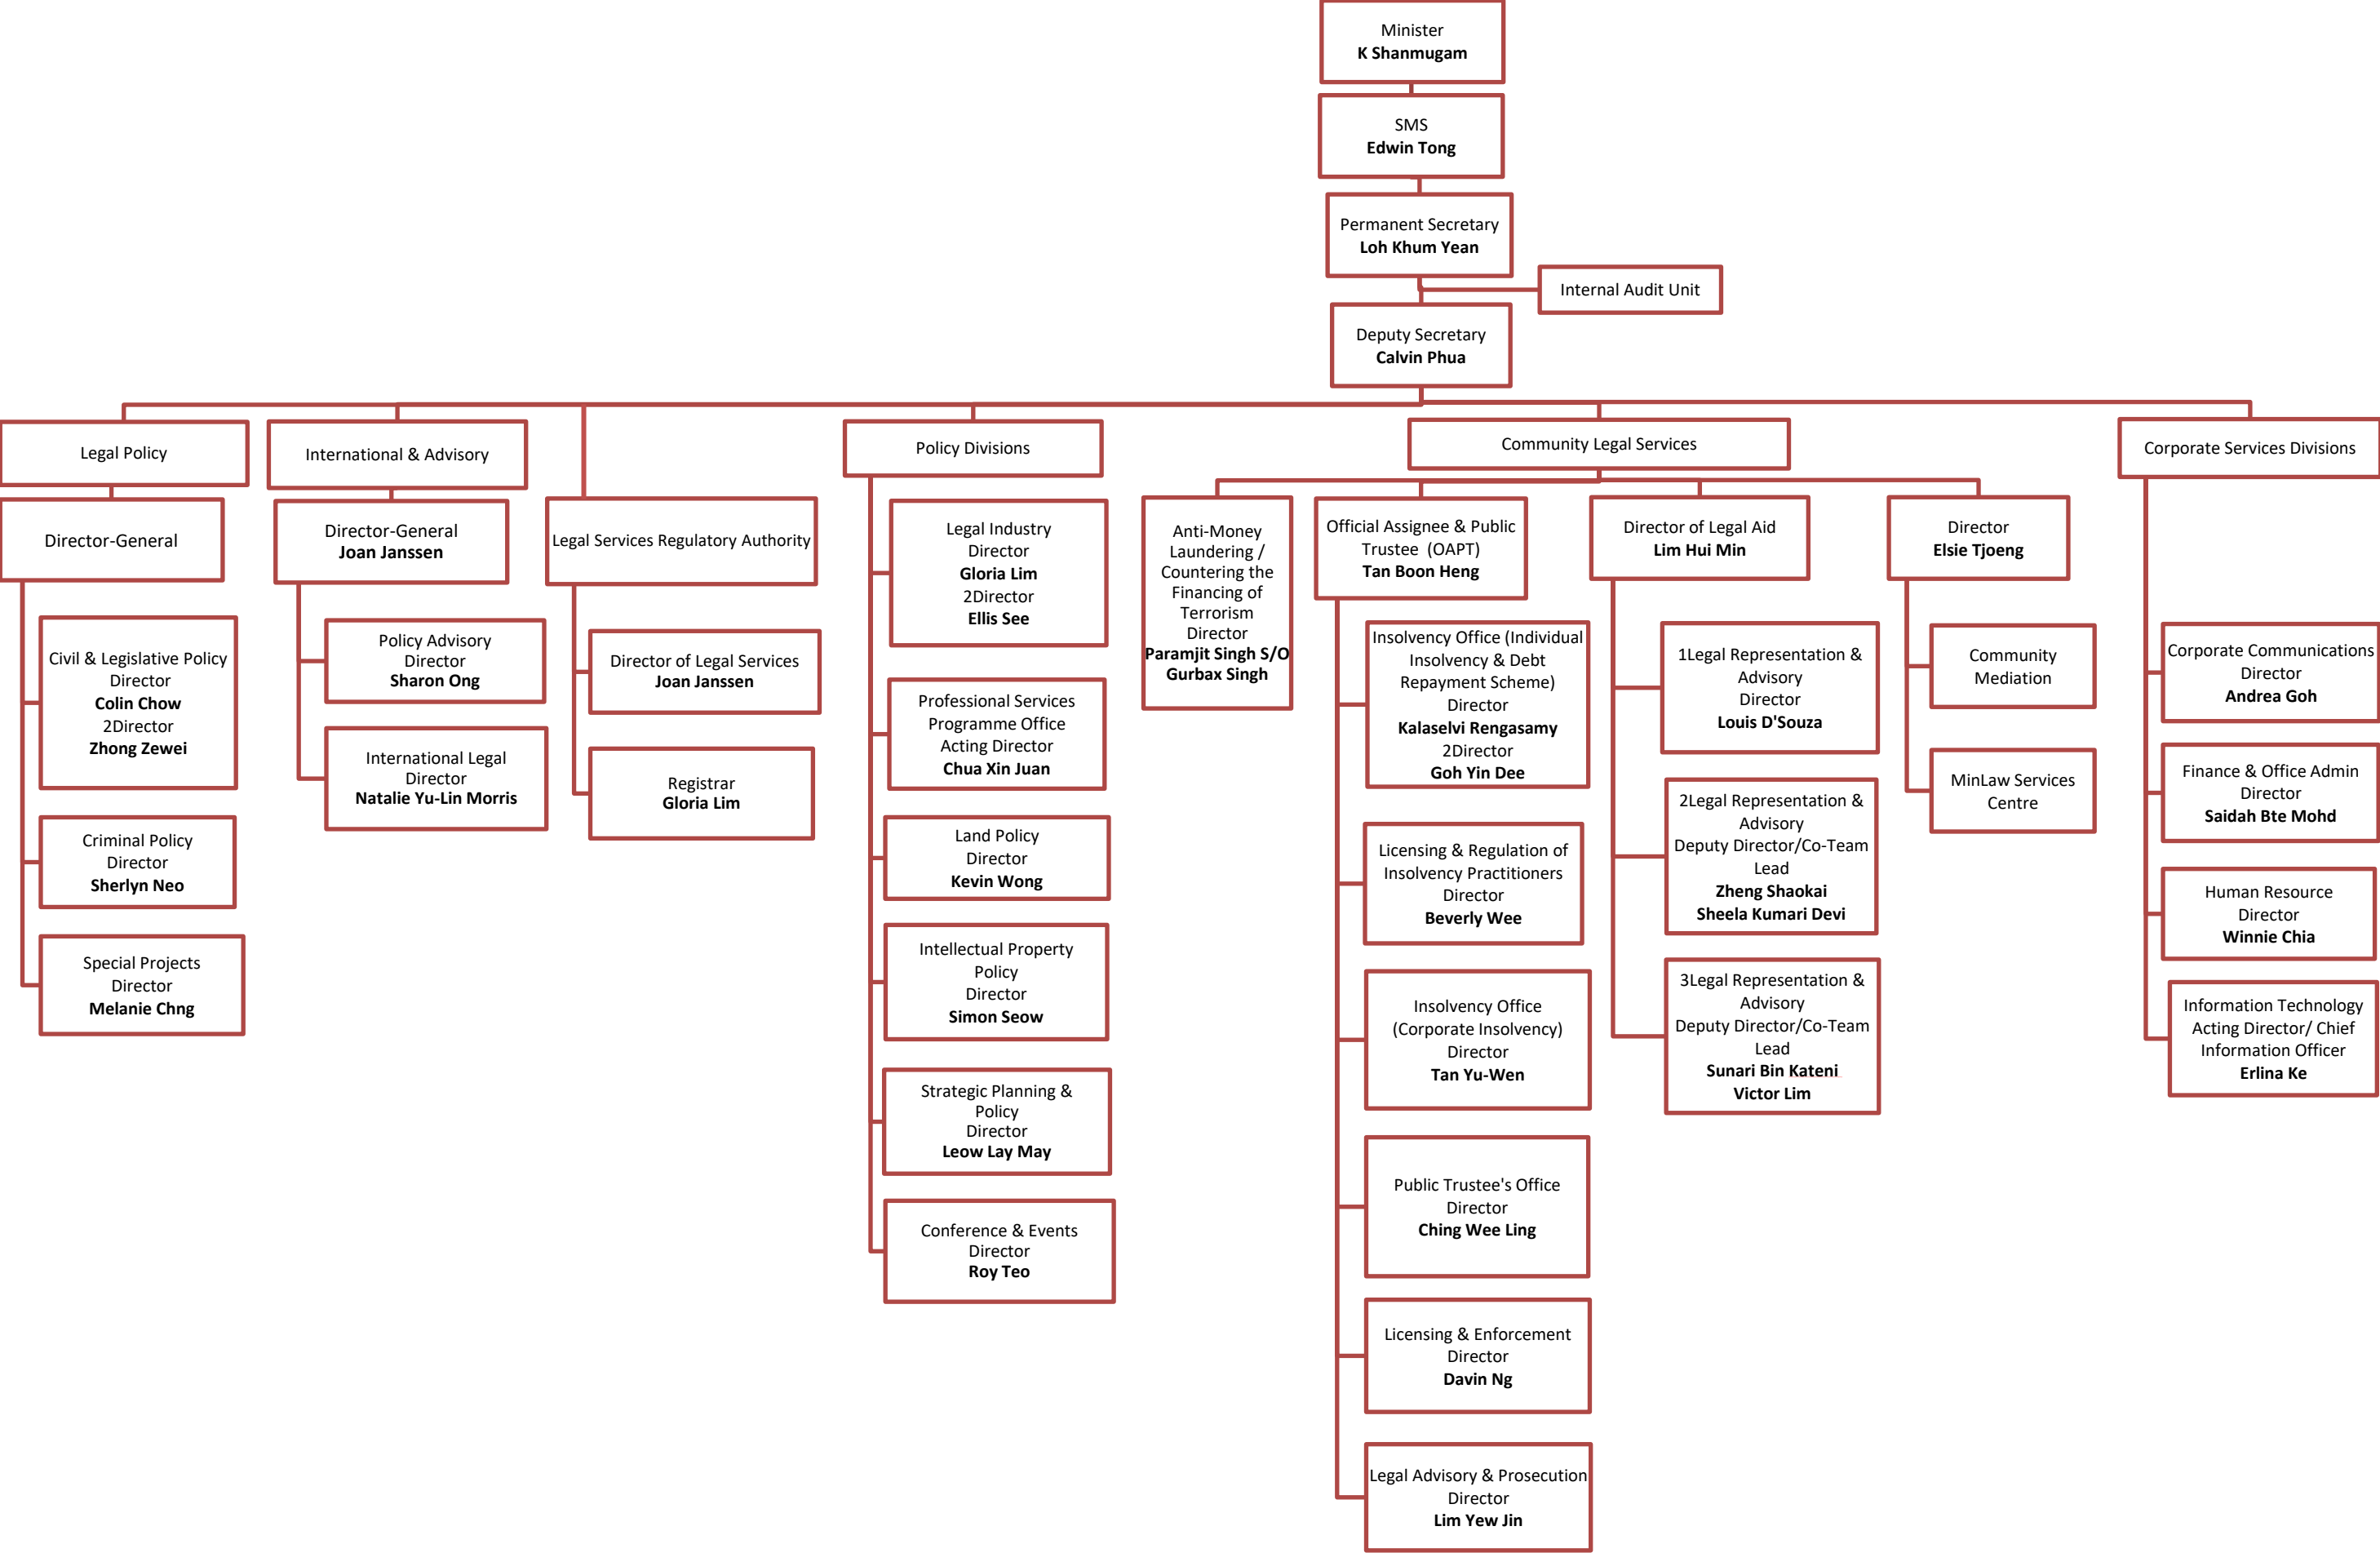 Minister
K Shanmugam
SMS
Edwin Tong
Permanent Secretary
Loh Khum Yean
Internal Audit Unit
Deputy Secretary
Calvin Phua
Legal Policy
Director-General
Civil & Legislative Policy
Director
Colin Chow
2Director
Zhong Zewei
Criminal Policy
Director
Sherlyn Neo
Special Projects
Director
Melanie Chng
International & Advisory
Director-General
Joan Janssen
Policy Advisory
Director
Sharon Ong
International Legal
Director
Natalie Yu-Lin Morris
Legal Services Regulatory Authority
Director of Legal Services
Joan Janssen
Registrar
Gloria Lim
Policy Divisions
Legal Industry
Director
Gloria Lim
2Director
Ellis See
Professional Services
Programme Office
Acting Director
Chua Xin Juan
Land Policy
Director
Kevin Wong
Intellectual Property
Policy
Director
Simon Seow
Strategic Planning &
Policy
Director
Leow Lay May
Conference & Events
Director
Roy Teo
Community Legal Services
Anti-Money
Laundering /
Countering the
Financing of
Terrorism
Director
Paramjit Singh S/O
Gurbax Singh
Official Assignee & Public
Trustee (OAPT)
Tan Boon Heng
Insolvency Office (Individual
Insolvency & Debt
Repayment Scheme)
Director
Kalaselvi Rengasamy
2Director
Goh Yin Dee
Licensing & Regulation of
Insolvency Practitioners
Director
Beverly Wee
Insolvency Office
(Corporate Insolvency)
Director
Tan Yu-Wen
Public Trustee's Office
Director
Ching Wee Ling
Licensing & Enforcement
Director
Davin Ng
Legal Advisory & Prosecution
Director
Lim Yew Jin
Director of Legal Aid
Lim Hui Min
1Legal Representation &
Advisory
Director
Louis D'Souza
2Legal Representation &
Advisory
Deputy Director/Co-Team
Lead
Zheng Shaokai
Sheela Kumari Devi
3Legal Representation &
Advisory
Deputy Director/Co-Team
Lead
Sunari Bin Kateni
Victor Lim
Director
Elsie Tjoeng
Community
Mediation
MinLaw Services
Centre
Corporate Services Divisions
Corporate Communications
Director
Andrea Goh
Finance & Office Admin
Director
Saidah Bte Mohd
Human Resource
Director
Winnie Chia
Information Technology
Acting Director/ Chief
Information Officer
Erlina Ke